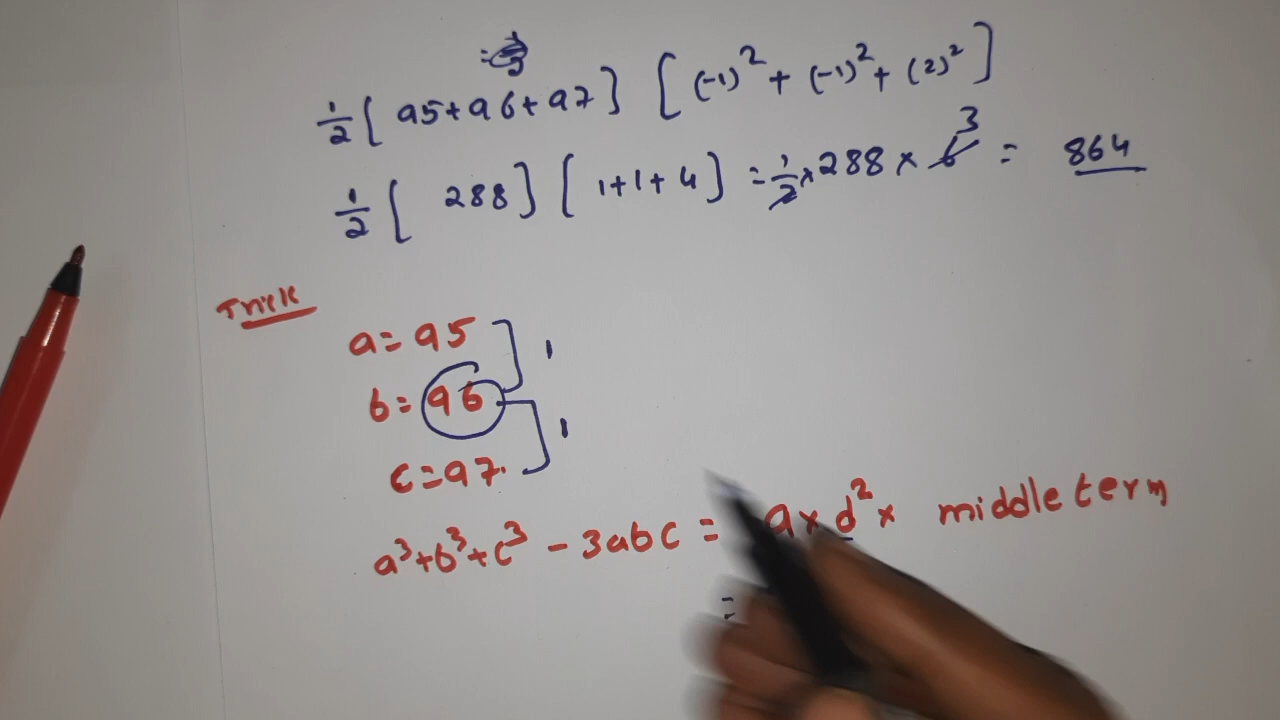 1/2 [ 95+96+97 ] [ (-1)² + (-1)² + (2)² ]
1/2 [ 288 ] [ 1+1+4 ] = 1/2 × 288 × 6 3 = 864
Trick
a = 95
1
b = 96
1
c = 97.
a³+b³+c³ - 3abc = 9 × d² × middle term
=